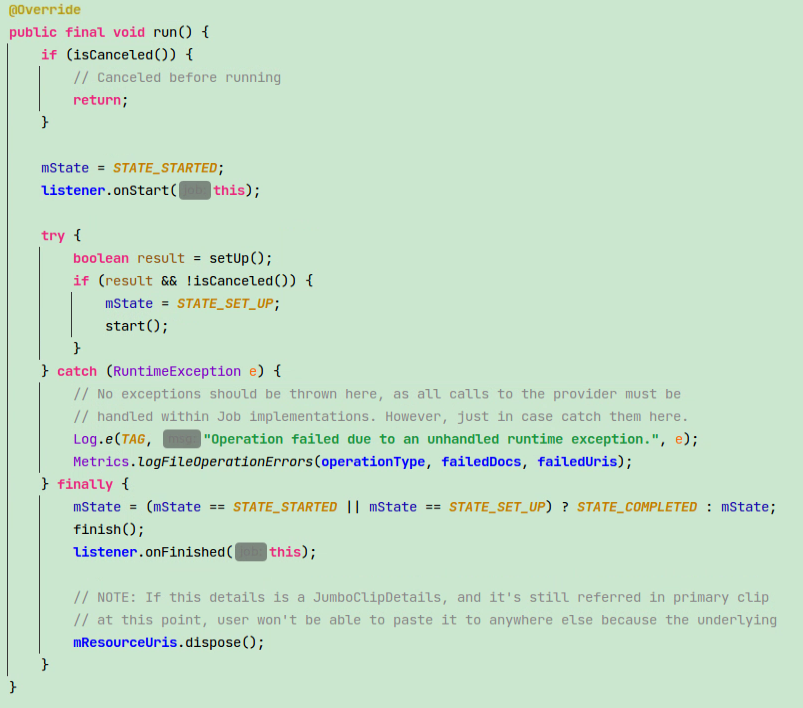 @Override
public final void run() {
    if (isCanceled()) {
        // Canceled before running
        return;
    }

    mState = STATE_STARTED;
    listener.onStart( job: this);

    try {
        boolean result = setUp();
        if (result && !isCanceled()) {
            mState = STATE_SET_UP;
            start();
        }
    } catch (RuntimeException e) {
        // No exceptions should be thrown here, as all calls to the provider must be
        // handled within Job implementations. However, just in case catch them here.
        Log.e(TAG, msg: "Operation failed due to an unhandled runtime exception.", e);
        Metrics.logFileOperationErrors(operationType, failedDocs, failedUris);
    } finally {
        mState = (mState == STATE_STARTED || mState == STATE_SET_UP) ? STATE_COMPLETED : mState;
        finish();
        listener.onFinished( job: this);

        // NOTE: If this details is a JumboClipDetails, and it's still referred in primary clip
        // at this point, user won't be able to paste it to anywhere else because the underlying
        mResourceUris.dispose();
    }
}